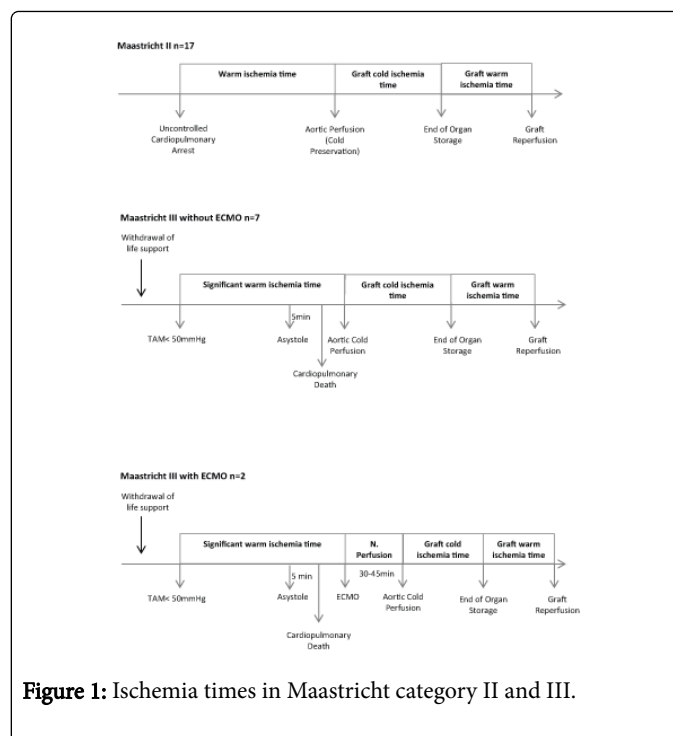 Maastricht II n=17
Warm ischemia time
Graft cold ischemia
time
Graft warm
ischemia time
Uncontrolled
Cardiopulmonary
Arrest
Aortic Perfusion
(Cold
Preservation)
End of Organ
Storage
Graft
Reperfusion
Maastricht III without ECMO n=7
Withdrawal of
life support
Significant warm ischemia time
Graft cold ischemia
time
Graft warm
ischemia time
5min
TAM< 50mmHg
Asystole
Aortic Cold
Perfusion
End of Organ
Storage
Graft
Reperfusion
Cardiopulmonary
Death
Maastricht III with ECMO n=2
Withdrawal of
life support
Significant warm ischemia time
N.
Perfusion
Graft cold
ischemia time
Graft warm
ischemia time
5 min
30-45min
TAM< 50mmHg
Asystole
ECMO
Aortic Cold
Perfusion
End of Organ
Storage
Graft
Reperfusion
Cardiopulmonary
Death
Figure 1: Ischemia times in Maastricht category II and III.